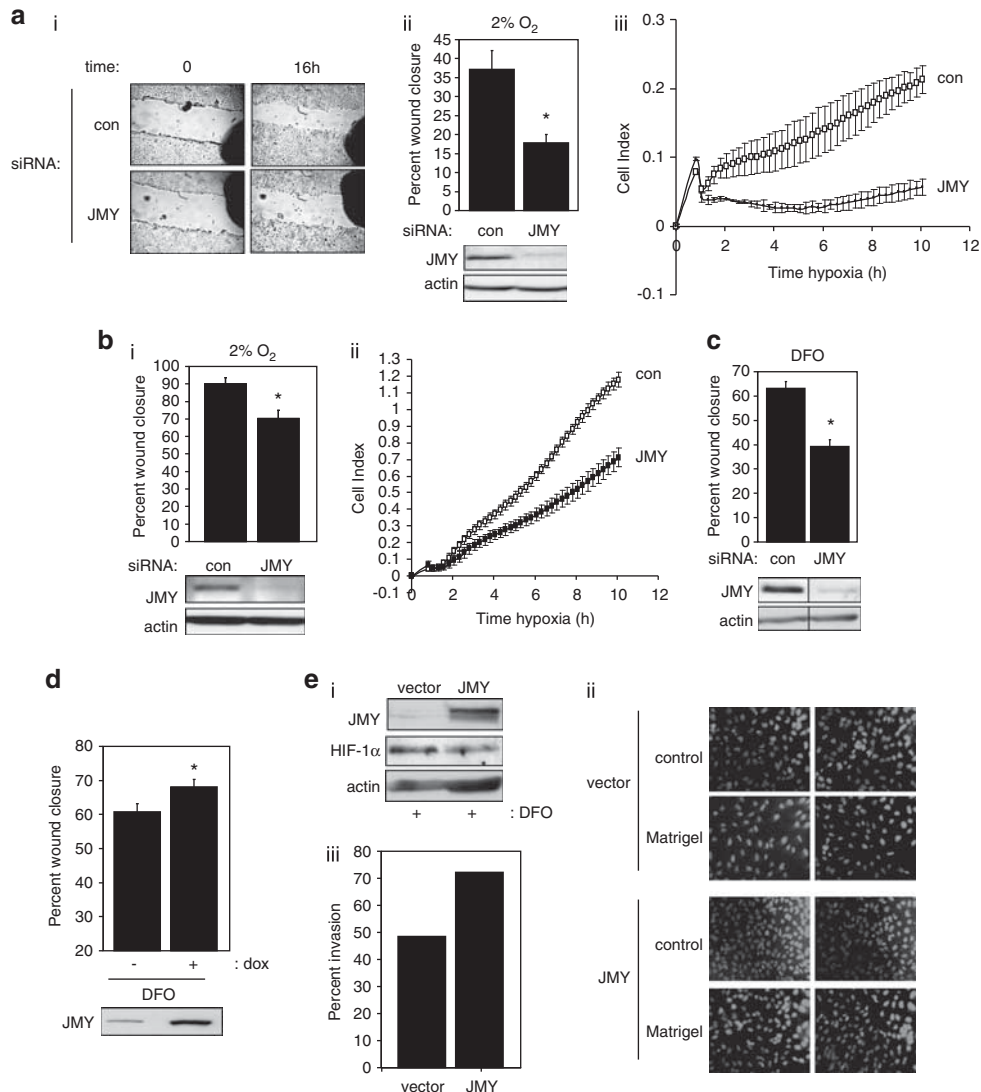 a
i
time: 0 16h
con
siRNA:
JMY
ii
2% O2
Percent wound closure
45
40
35
30
25
20
15
10
5
0
*
siRNA: con JMY
JMY
actin
iii
Cell Index
0.3
0.2
0.1
0
-0.1
con
JMY
0 2 4 6 8 10 12
Time hypoxia (h)
b
i
2% O2
Percent wound closure
100
90
80
70
60
50
40
30
20
10
0
*
siRNA: con JMY
JMY
actin
ii
Cell Index
1.3
1.2
1.1
1
0.9
0.8
0.7
0.6
0.5
0.4
0.3
0.2
0.1
0
-0.1
con
JMY
0 2 4 6 8 10 12
Time hypoxia (h)
c
DFO
Percent wound closure
70
60
50
40
30
20
10
0
*
siRNA: con JMY
JMY
actin
d
Percent wound closure
80
70
60
50
40
30
20
*
- + : dox
DFO
JMY
e
i
vector JMY
JMY
HIF-1α
actin
+ + : DFO
ii
control
vector
Matrigel
control
JMY
Matrigel
iii
Percent invasion
80
70
60
50
40
30
20
10
0
vector JMY